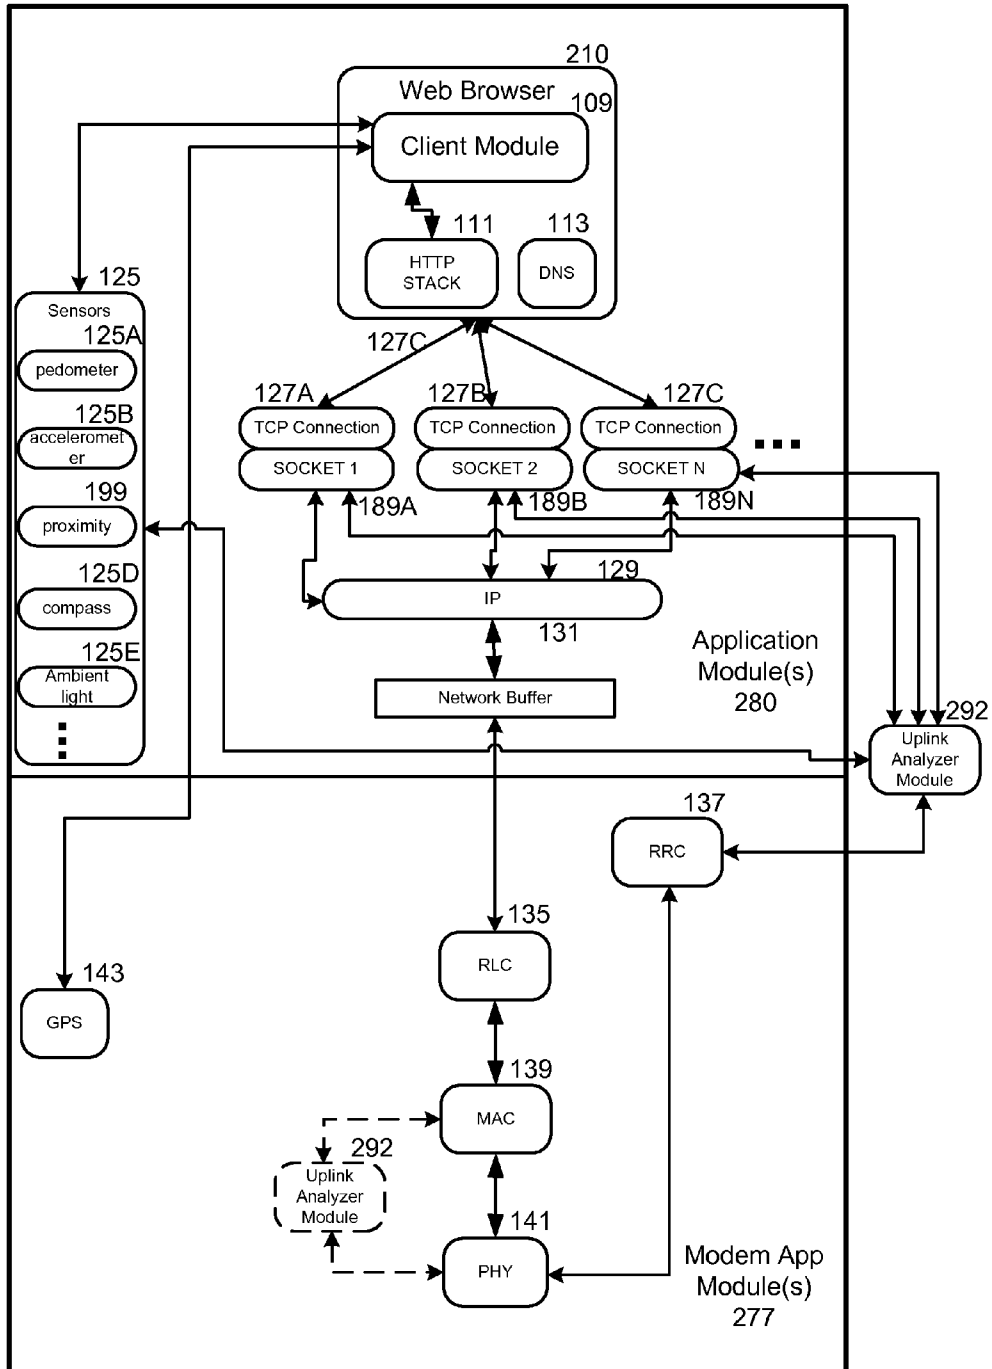 210
Web Browser
109
Client Module
111
113
HTTP
STACK
DNS
125
Sensors
125A
pedometer
125B
acceleromet
er
199
proximity
125D
compass
125E
Ambient
light
127C
127A
127B
127C
TCP Connection
TCP Connection
TCP Connection
SOCKET 1
SOCKET 2
SOCKET N
189A
189B
189N
129
IP
131
Network Buffer
Application
Module(s)
280
292
Uplink
Analyzer
Module
137
RRC
135
RLC
143
GPS
139
MAC
292
Uplink
Analyzer
Module
141
PHY
Modem App
Module(s)
277